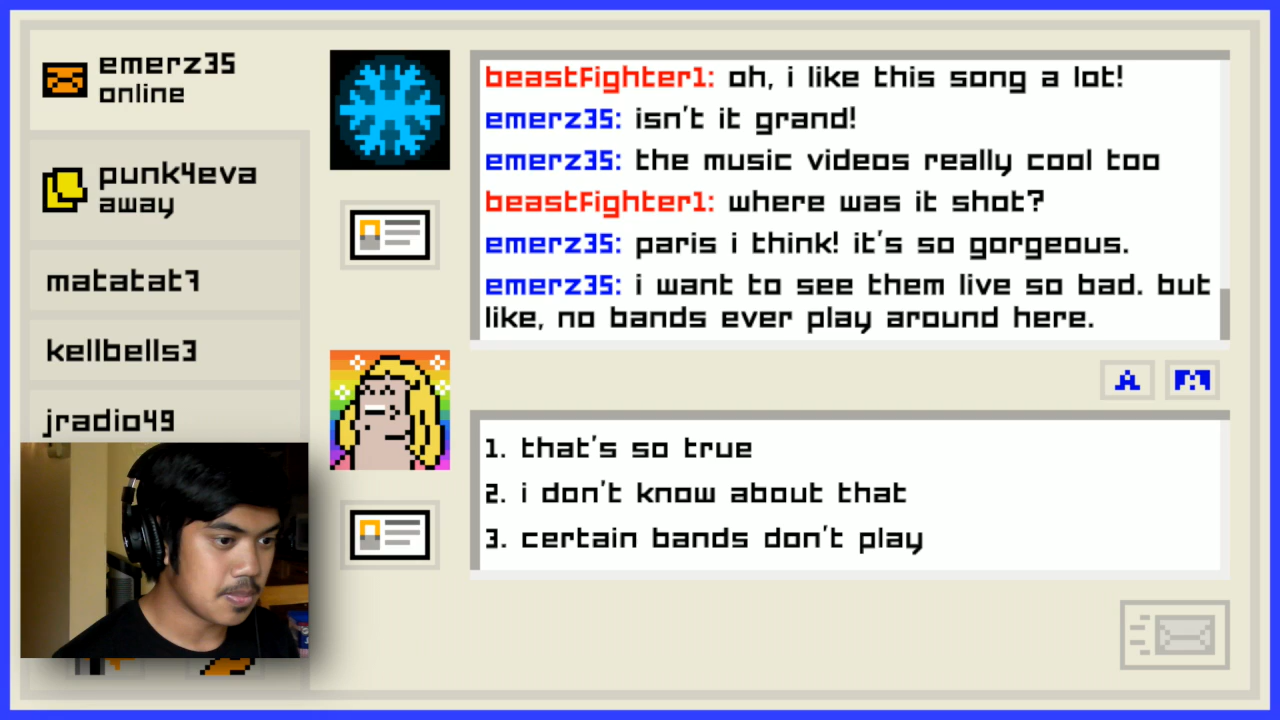 emerz35
online
punk4eva
away
matatat7
kellbells3
jradio49
beastfighter1: oh, i like this song a lot!
emerz35: isn't it grand!
emerz35: the music videos really cool too
beastfighter1: where was it shot?
emerz35: paris i think! it's so gorgeous.
emerz35: i want to see them live so bad. but
like, no bands ever play around here.
A
1. that's so true
2. i don't know about that
3. certain bands don't play